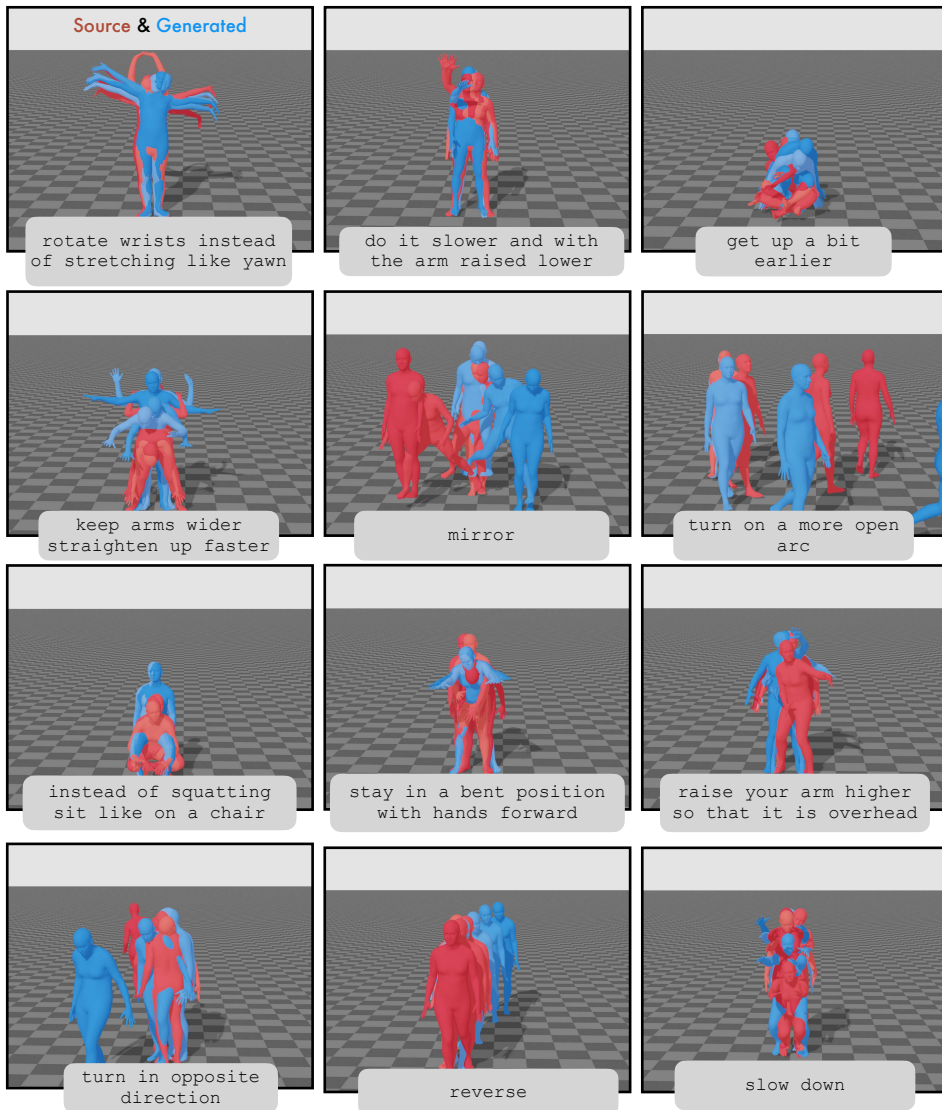 Source & Generated
rotate wrists instead
of stretching like yawn
do it slower and with
the arm raised lower
get up a bit
earlier
keep arms wider
straighten up faster
mirror
turn on a more open
arc
instead of squatting
sit like on a chair
stay in a bent position
with hands forward
raise your arm higher
so that it is overhead
turn in opposite
direction
reverse
slow down